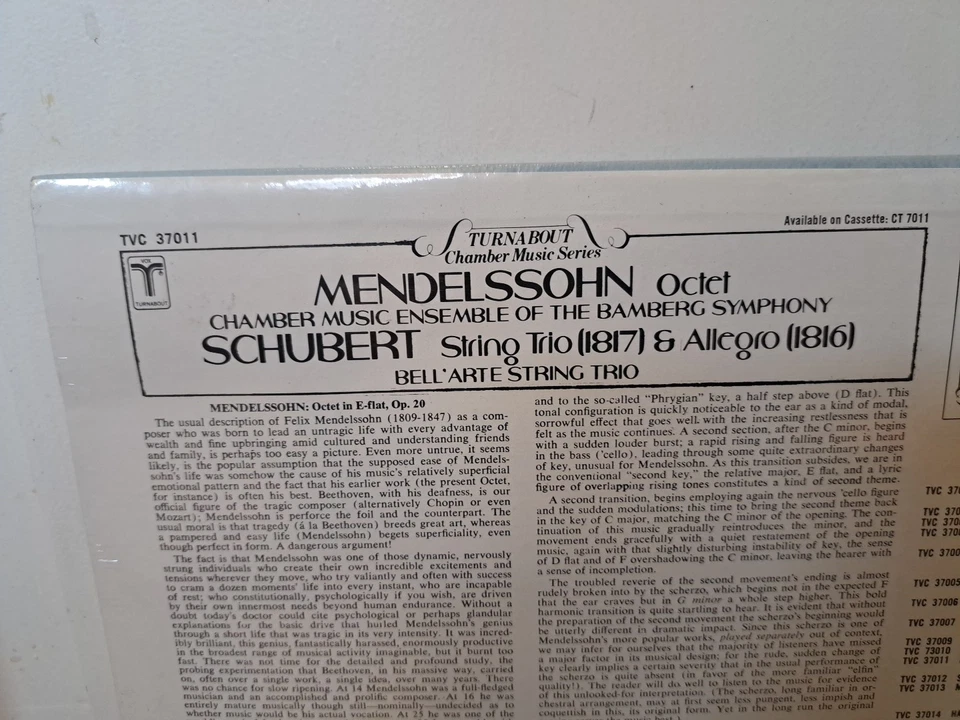 Available on Cassette: CT 7011
TVC 37011
TURNABOUT
Chamber Music Series
VOX
TURNABOUT
MENDELSSOHN Octet
CHAMBER MUSIC ENSEMBLE OF THE BAMBERG SYMPHONY
SCHUBERT String Trio (1817) & Allegro (1816)
BELL'ARTE STRING TRIO
MENDELSSOHN: Octet in E-flat, Op. 20
The usual description of Felix Mendelssohn (1809-1847) as a com-
poser who was born to lead an untragic life with every advantage of
wealth and fine upbringing amid cultured and understanding friends
and family, is perhaps too easy a picture. Even more untrue, it seems
likely, is the popular assumption that the supposed ease of Mendels-
sohn's life was somehow the cause of his music's relatively superficial
emotional pattern and the fact that his earlier work (the present Octet,
for instance) is often his best. Beethoven, with his deafness, is our
official figure of the tragic composer (alternatively Chopin or even
Mozart); Mendelssohn is perforce the foil and the counterpart. The
usual moral is that tragedy (á la Beethoven) breeds great art, whereas
a pampered and easy life (Mendelssohn) begets superficiality, even
though perfect in form. A dangerous argument!
The fact is that Mendelssohn was one of those dynamic, nervously
strung individuals who create their own incredible excitements and
tensions wherever they move, who try valiantly and often with success
to cram a dozen moments' life into every instant, who are incapable
of rest; who constitutionally, psychologically if you wish, are driven
by their own innermost needs beyond human endurance. Without a
doubt today's doctor could cite psychological or perhaps glandular
explanations for the basic drive that hurled Mendelssohn's genius
through a short life that was tragic in its very intensity. It was incred-
ibly brilliant, this genius, fantastically harassed, enormously productive
in the broadest range of musical activity imaginable, but it burnt too
fast. There was not time for the detailed and profound study, the
probing experimentation that Beethoven, in his massive way, carried
on, often over a single work, a single idea, over many years. There
was no chance for slow ripening. At 14 Mendelssohn was a full-fledged
musician and an accomplished and prolific composer. At 16 he was
entirely mature musically though still—nominally—undecided as to
whether music would be his actual vocation. At 25 he was one of the
and to the so-called "Phrygian" key, a half step above (D flat). This
tonal configuration is quickly noticeable to the ear as a kind of modal,
sorrowful effect that goes well with the increasing restlessness that is
felt as the music continues. A second section, after the C minor, begins
with a sudden louder burst; a rapid rising and falling figure is heard
in the bass ('cello), leading through some quite extraordinary changes
of key, unusual for Mendelssohn. As this transition subsides, we are in
the conventional "second key," the relative major, E flat, and a lyric
figure of overlapping rising tones constitutes a kind of second theme.
A second transition, begins employing again the nervous 'cello figure
and the sudden modulations; this time to bring the second theme back
in the key of C major, matching the C minor of the opening. The con-
tinuation of this music gradually reintroduces the minor, and the
movement ends gracefully with a quiet restatement of the opening
music, again with that slightly disturbing instability of key, the sense
of D flat and of F overshadowing the C minor, leaving the hearer with
a sense of incompletion.
The troubled reverie of the second movement's ending is almost
rudely broken into by the scherzo, which begins not in the expected F
that the ear craves but in G minor a whole step higher. This bold
harmonic transition is quite startling to hear. It is evident that without
the preparation of the second movement the scherzo's beginning would
be utterly different in dramatic impact. Since this scherzo is one of
Mendelssohn's more popular works, played separately out of context,
we may infer for ourselves that the majority of listeners have missed
a major factor in its musical design; for the rude, sudden change of
key clearly implies a certain severity that in the usual performance of
the scherzo is quite absent (in favor of the more familiar "elfin"
quality!). The reader will do well to listen to the music for evidence
of this unlooked-for interpretation. (The scherzo, long familiar in or-
chestral arrangement, may at first seem less pungent, less impish and
coquettish in this, its original form. Yet in the long run the original
TVC 37005
TVC 37006
TVC 37007
TVC 37009
TVC 73010
TVC 37011
TVC 37012
TVC 37013
TVC 37014